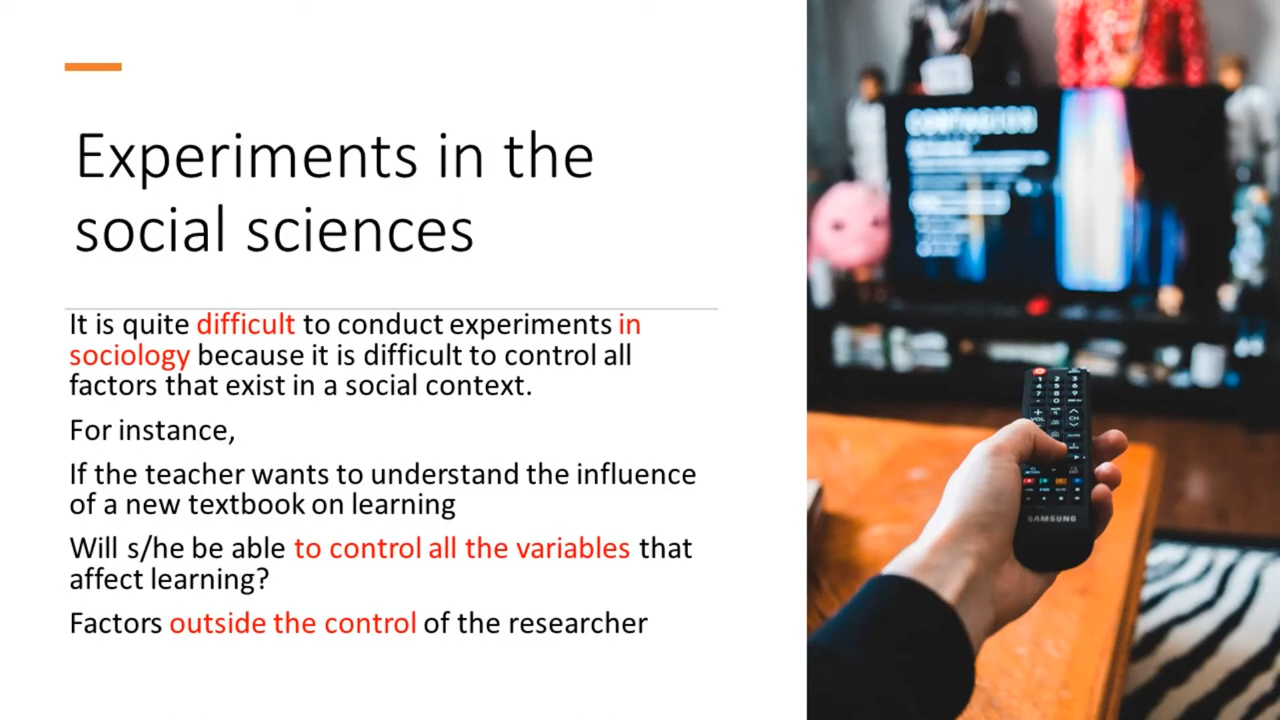 Experiments in the
social sciences
It is quite difficult to conduct experiments in
sociology because it is difficult to control all
factors that exist in a social context.
For instance,
If the teacher wants to understand the influence
of a new textbook on learning
Will s/he be able to control all the variables that
affect learning?
Factors outside the control of the researcher
CONTAGION
SAMSUNG